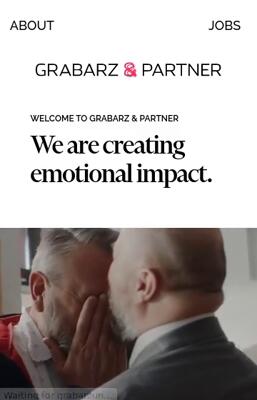 ABOUT
JOBS
GRABARZ & PARTNER
WELCOME TO GRABARZ & PARTNER
We are creating
emotional impact.
Waiting for